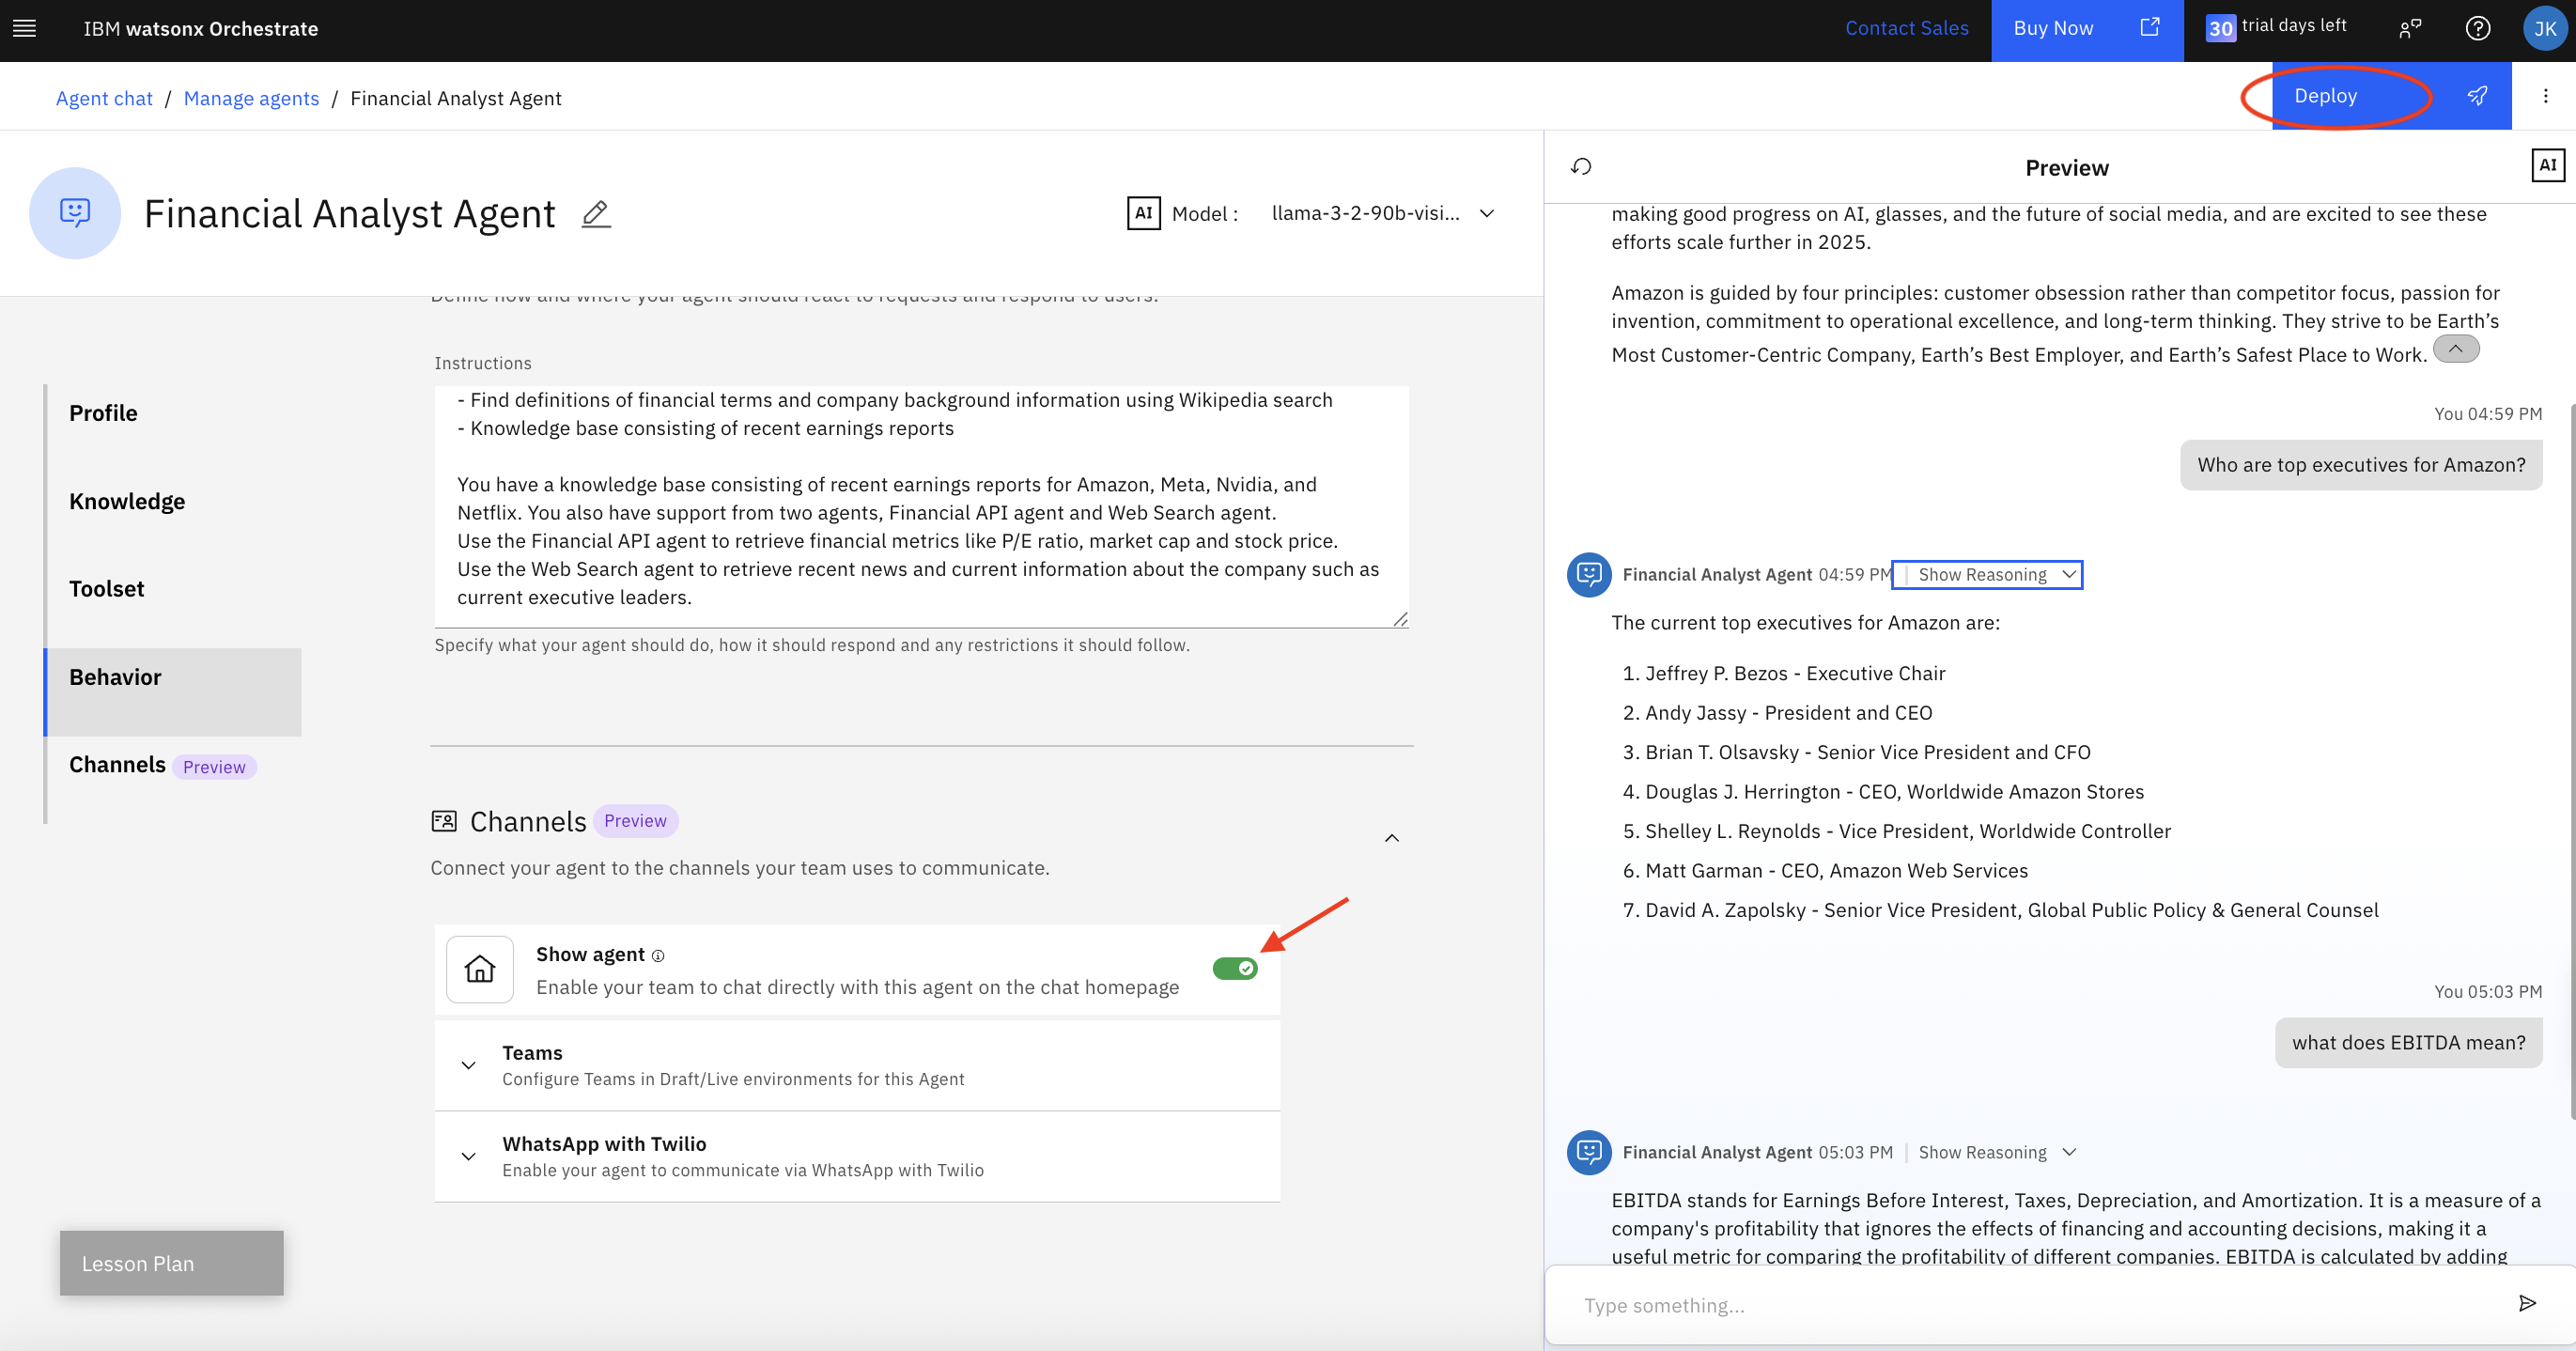 IBM watsonx Orchestrate
Contact Sales
Buy Now
30 trial days left
JK
Agent chat / Manage agents / Financial Analyst Agent
Deploy
Financial Analyst Agent
AI Model : llama-3-2-90b-visi...
Define how and where your agent should react to requests and respond to users.
Profile
Knowledge
Toolset
Behavior
Channels Preview
Instructions
- Find definitions of financial terms and company background information using Wikipedia search
- Knowledge base consisting of recent earnings reports
You have a knowledge base consisting of recent earnings reports for Amazon, Meta, Nvidia, and
Netflix. You also have support from two agents, Financial API agent and Web Search agent.
Use the Financial API agent to retrieve financial metrics like P/E ratio, market cap and stock price.
Use the Web Search agent to retrieve recent news and current information about the company such as
current executive leaders.
Specify what your agent should do, how it should respond and any restrictions it should follow.
Channels Preview
Connect your agent to the channels your team uses to communicate.
Show agent
Enable your team to chat directly with this agent on the chat homepage
Teams
Configure Teams in Draft/Live environments for this Agent
WhatsApp with Twilio
Enable your agent to communicate via WhatsApp with Twilio
Lesson Plan
Preview
AI
making good progress on AI, glasses, and the future of social media, and are excited to see these
efforts scale further in 2025.
Amazon is guided by four principles: customer obsession rather than competitor focus, passion for
invention, commitment to operational excellence, and long-term thinking. They strive to be Earth’s
Most Customer-Centric Company, Earth’s Best Employer, and Earth’s Safest Place to Work.
You 04:59 PM
Who are top executives for Amazon?
Financial Analyst Agent 04:59 PM | Show Reasoning
The current top executives for Amazon are:
1. Jeffrey P. Bezos - Executive Chair
2. Andy Jassy - President and CEO
3. Brian T. Olsavsky - Senior Vice President and CFO
4. Douglas J. Herrington - CEO, Worldwide Amazon Stores
5. Shelley L. Reynolds - Vice President, Worldwide Controller
6. Matt Garman - CEO, Amazon Web Services
7. David A. Zapolsky - Senior Vice President, Global Public Policy & General Counsel
You 05:03 PM
what does EBITDA mean?
Financial Analyst Agent 05:03 PM | Show Reasoning
EBITDA stands for Earnings Before Interest, Taxes, Depreciation, and Amortization. It is a measure of a
company's profitability that ignores the effects of financing and accounting decisions, making it a
useful metric for comparing the profitability of different companies. EBITDA is calculated by adding
Type something...